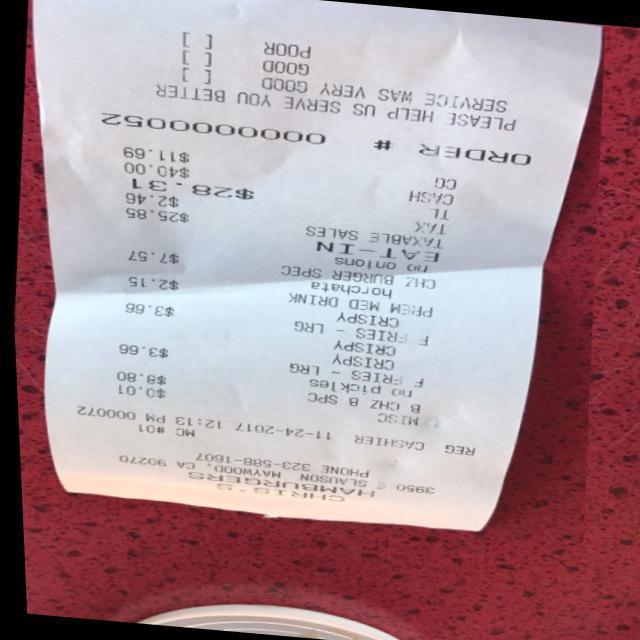 CHRIS'S
HAMBURGERS
3950 E SLAUSON MAYWOOD, CA 90270
PHONE 323-588-1607
REG 11-24-2017 12:13 PM 000072
CASHIER MC #01
MISC $0.01
B CHZ B SPC $8.80
no pickles
F FRIES - LRG $3.66
CRISPY
CRISPY
F FRIES - LRG $3.66
CRISPY
PREM MED DRINK $2.15
horchata
CHZ BURGER SPEC $7.57
no onions
EAT-IN
TAXABLE SALES $25.85
TAX $2.46
TL $28.31
CASH $40.00
CG $11.69
ORDER # 000000052
PLEASE HELP US SERVE YOU BETTER
SERVICE WAS VERY GOOD [ ]
GOOD [ ]
POOR [ ]